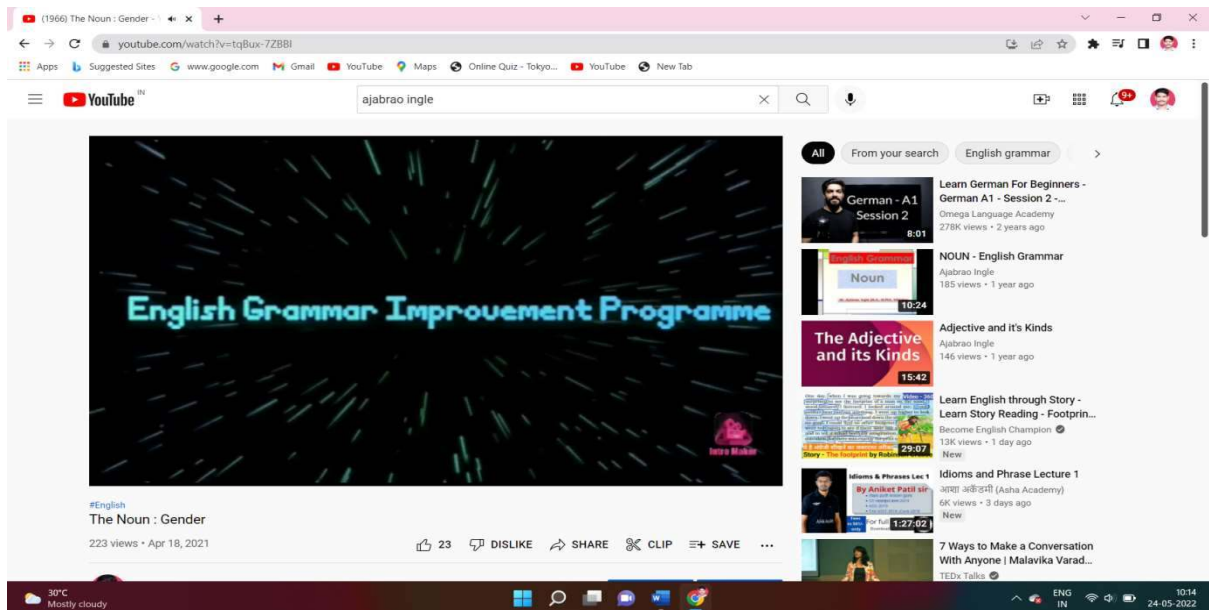 (1966) The Noun : Gender -
youtube.com/watch?v=tqBux-7ZBBI
Apps Suggested Sites www.google.com Gmail YouTube Maps Online Quiz - Tokyo... YouTube New Tab
YouTube IN
ajabrao ingle
9+
English Grammar Improvement Programme
Intro Maker
#English
The Noun : Gender
223 views • Apr 18, 2021
23 DISLIKE SHARE CLIP SAVE ...
All From your search English grammar
German - A1
Session 2
8:01
Learn German For Beginners -
German A1 - Session 2 -...
Omega Language Academy
278K views • 2 years ago
English Grammar
Noun
10:24
NOUN - English Grammar
Ajabrao Ingle
185 views • 1 year ago
The Adjective
and its Kinds
15:42
Adjective and it's Kinds
Ajabrao Ingle
146 views • 1 year ago
29:07
Story - The footprint by
Learn English through Story -
Learn Story Reading - Footprin...
Become English Champion
13K views • 1 day ago
New
Idioms & Phrases Lec 1
By Aniket Patil sir
For full
1:27:02
Idioms and Phrase Lecture 1
आशा अकॅडमी (Asha Academy)
6K views • 3 days ago
New
7 Ways to Make a Conversation
With Anyone | Malavika Varad...
TEDx Talks
30°C
Mostly cloudy
ENG
IN
10:14
24-05-2022